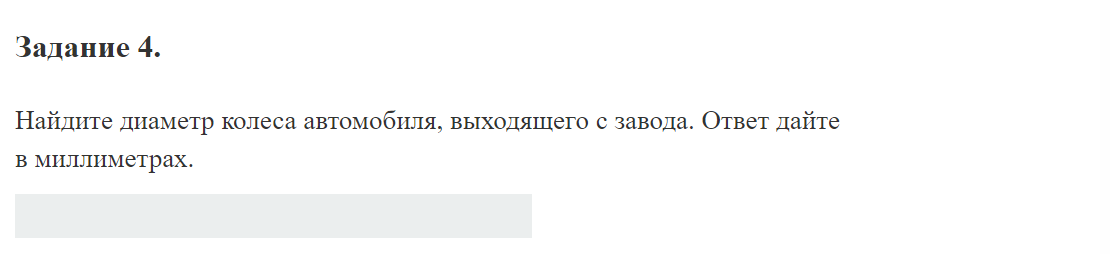 Задание 4.
Найдите диаметр колеса автомобиля, выходящего с завода. Ответ дайте
в миллиметрах.